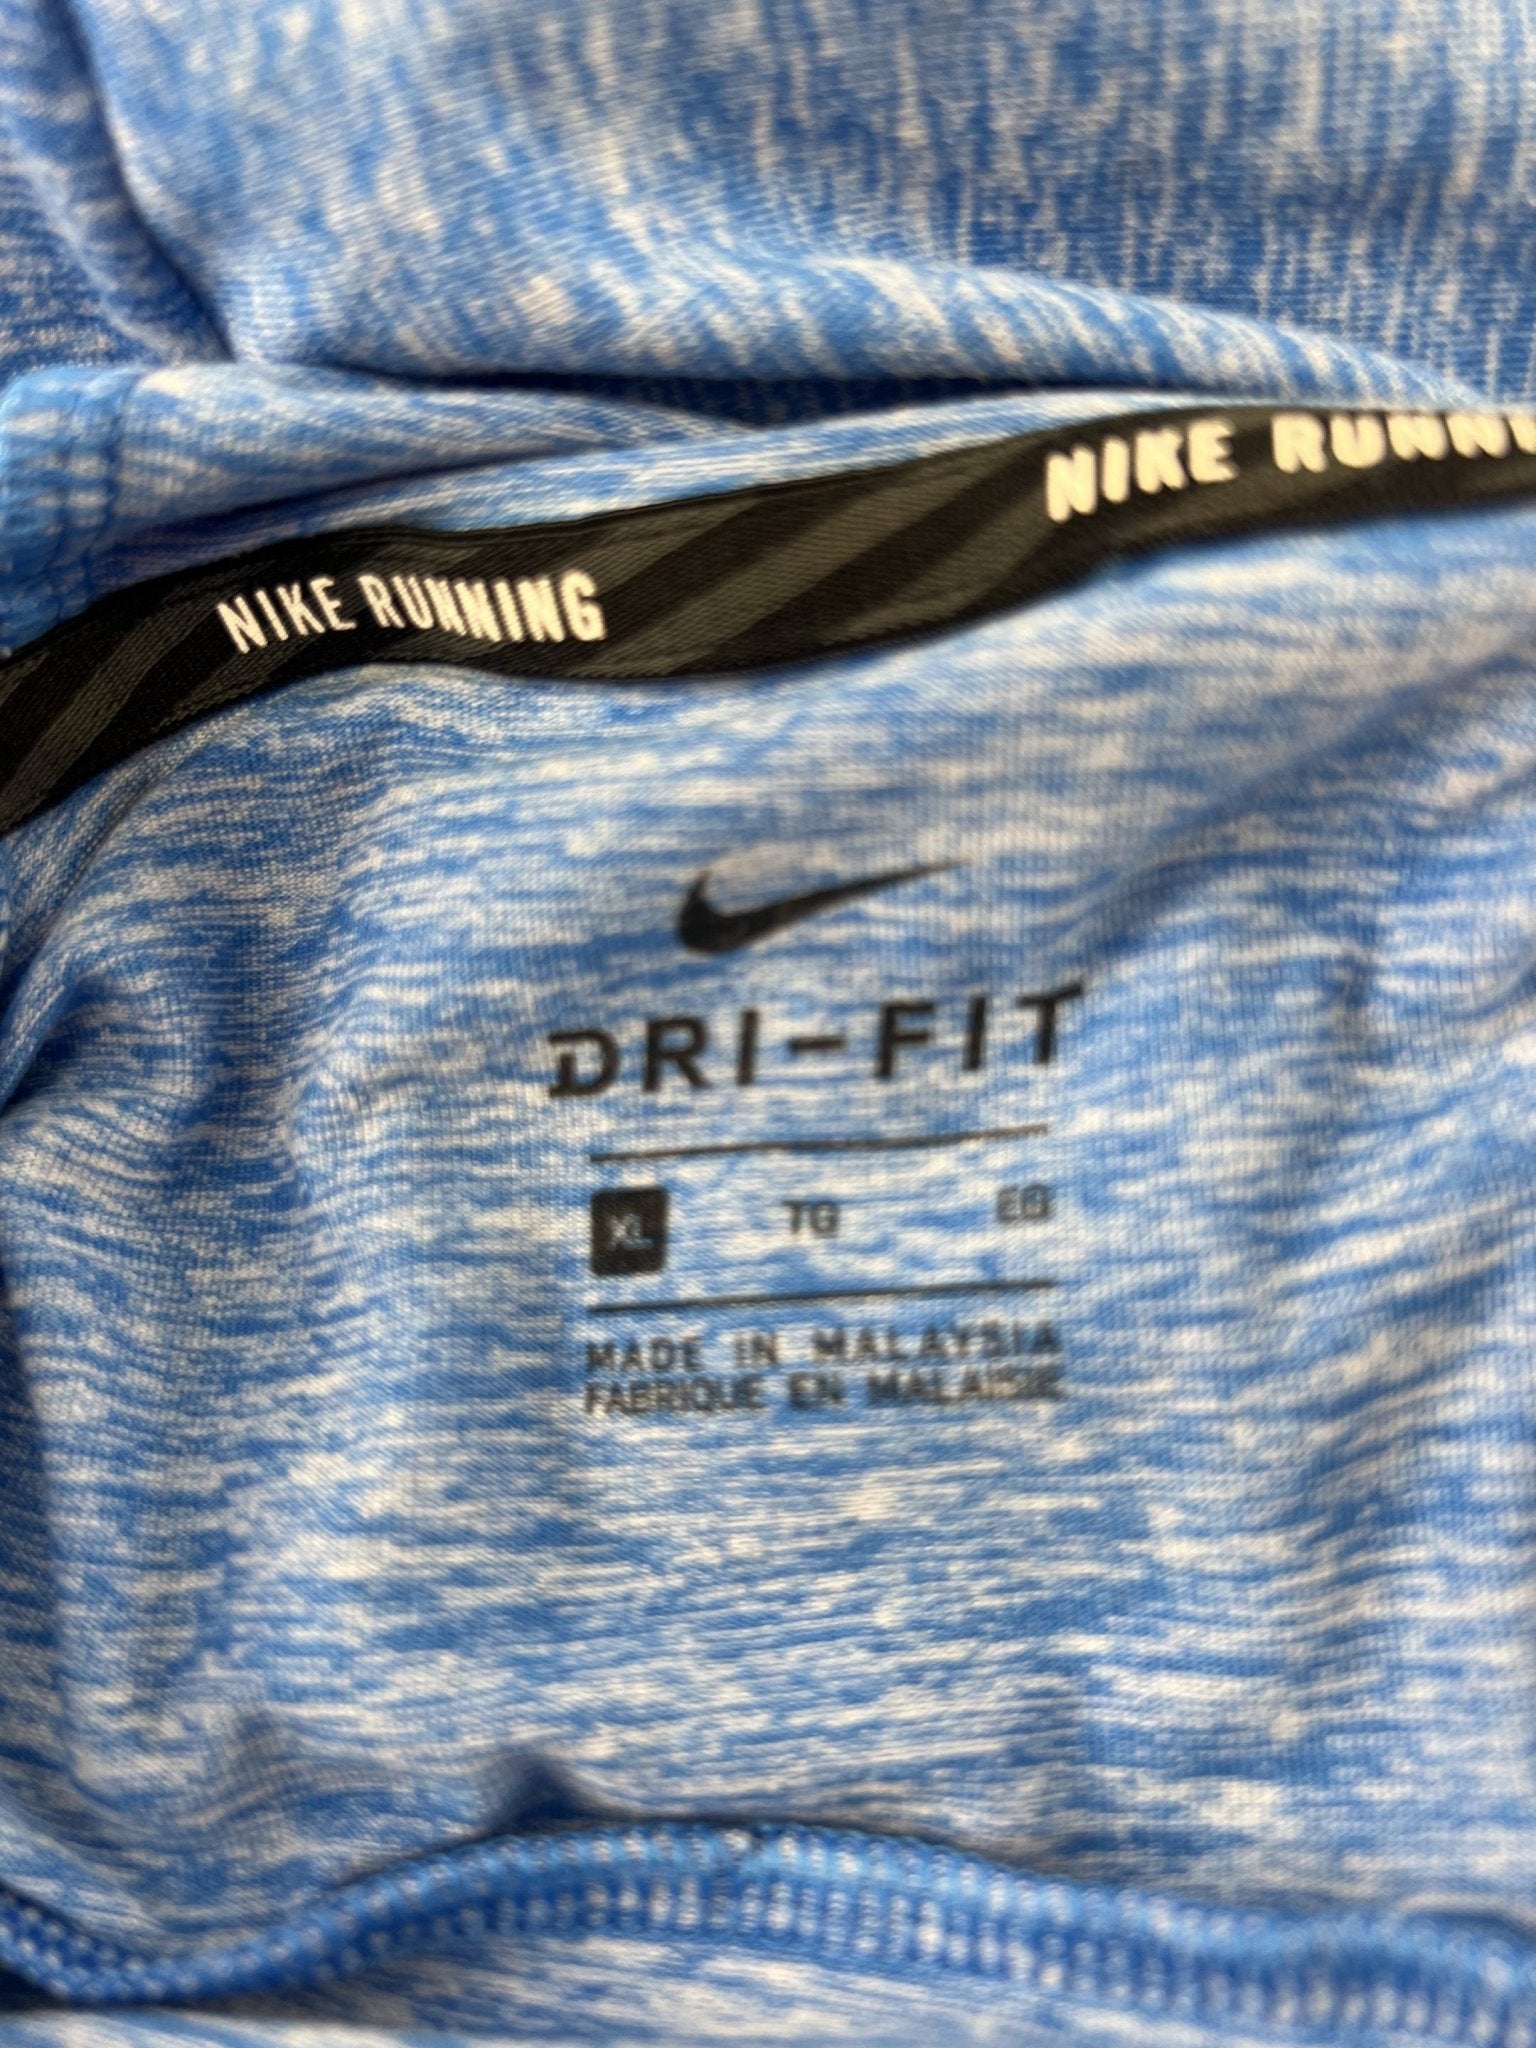 NIKE RUNNING
NIKE RUNNI
DRI-FIT
XL TG EG
MADE IN MALAYSIA
FABRIQUE EN MALAISIE